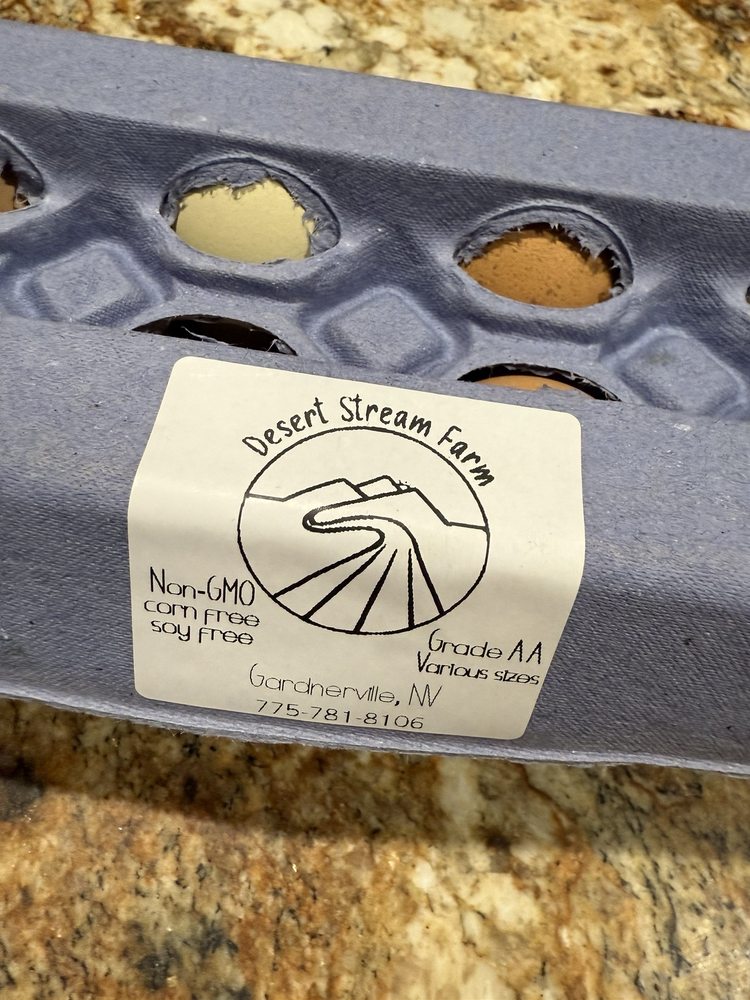 Desert Stream Farm
Non-GMO
corn free
soy free
Grade AA
Various sizes
Gardnerville, NV
775-781-8106